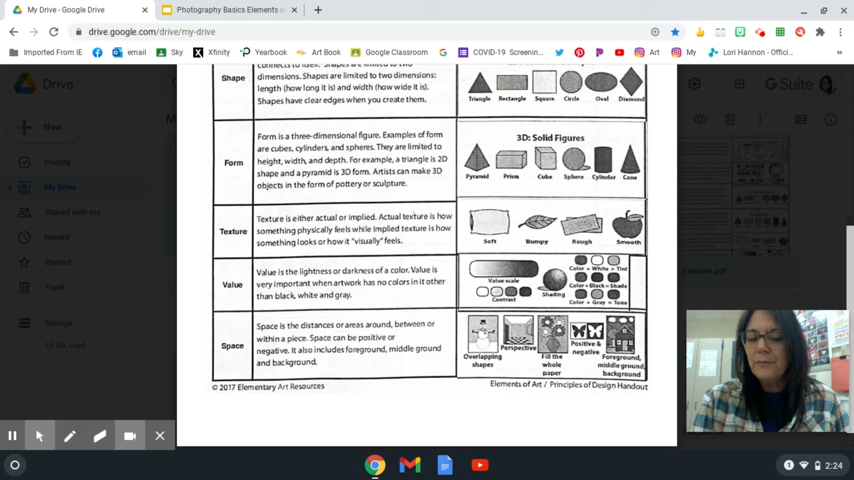 My Drive - Google Drive
Photography Basics Elements o
drive.google.com/drive/my-drive
Imported From IE
email
Sky
Xfinity
Yearbook
Art Book
Google Classroom
COVID-19 Screenin...
Art
My
Lori Hannon - Offici...
Drive
G Suite
New
Priority
My Drive
Shared with me
Recent
Starred
Trash
Storage
Element.pdf
Shape
dimensions. Shapes are limited to two dimensions:
length (how long it is) and width (how wide it is).
Shapes have clear edges when you create them.
Triangle Rectangle Square Circle Oval Diamond
Form
Form is a three-dimensional figure. Examples of form
are cubes, cylinders, and spheres. They are limited to
height, width, and depth. For example, a triangle is 2D
shape and a pyramid is 3D form. Artists can make 3D
objects in the form of pottery or sculpture.
3D: Solid Figures
Pyramid Prism Cube Sphere Cylinder Cone
Texture
Texture is either actual or implied. Actual texture is how
something physically feels while implied texture is how
something looks or how it "visually" feels.
Soft Bumpy Rough Smooth
Value
Value is the lightness or darkness of a color. Value is
very important when artwork has no colors in it other
than black, white and gray.
Value scale
Contrast
Shading
Color + White = Tint
Color + Black = Shade
Color + Gray = Tone
Space
Space is the distances or areas around, between or
within a piece. Space can be positive or
negative. It also includes foreground, middle ground
and background.
Overlapping
shapes
Perspective
Fill the
whole
paper
Positive &
negative
Foreground,
middle ground,
background
© 2017 Elementary Art Resources
Elements of Art / Principles of Design Handout
1
2:24